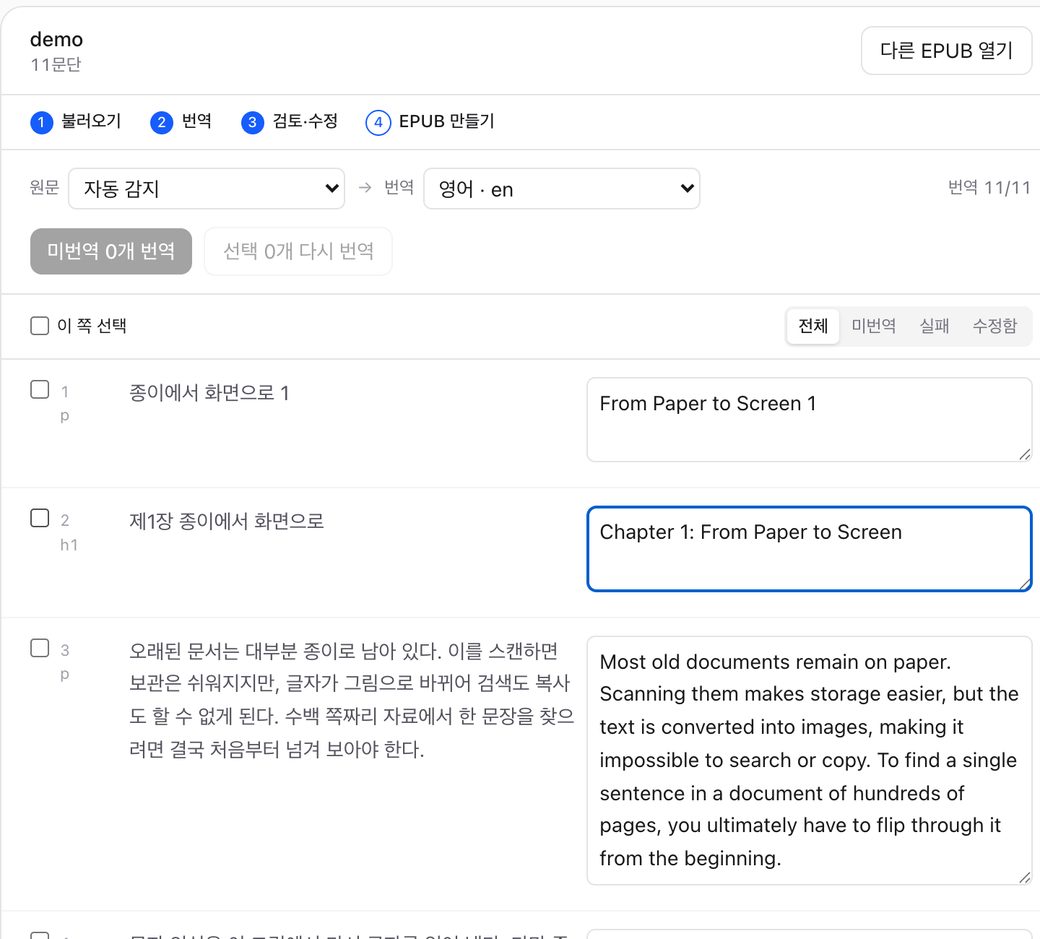 demo
11문단
다른 EPUB 열기
1 불러오기 2 번역 3 검토·수정 4 EPUB 만들기
원문 자동 감지 → 번역 영어 · en 번역 11/11
미번역 0개 번역 선택 0개 다시 번역
이 쪽 선택 전체 미번역 실패 수정함
1
p
종이에서 화면으로 1
From Paper to Screen 1
2
h1
제1장 종이에서 화면으로
Chapter 1: From Paper to Screen
3
p
오래된 문서는 대부분 종이로 남아 있다. 이를 스캔하면
보관은 쉬워지지만, 글자가 그림으로 바뀌어 검색도 복사
도 할 수 없게 된다. 수백 쪽짜리 자료에서 한 문장을 찾으
려면 결국 처음부터 넘겨 보아야 한다.
Most old documents remain on paper.
Scanning them makes storage easier, but the
text is converted into images, making it
impossible to search or copy. To find a single
sentence in a document of hundreds of
pages, you ultimately have to flip through it
from the beginning.